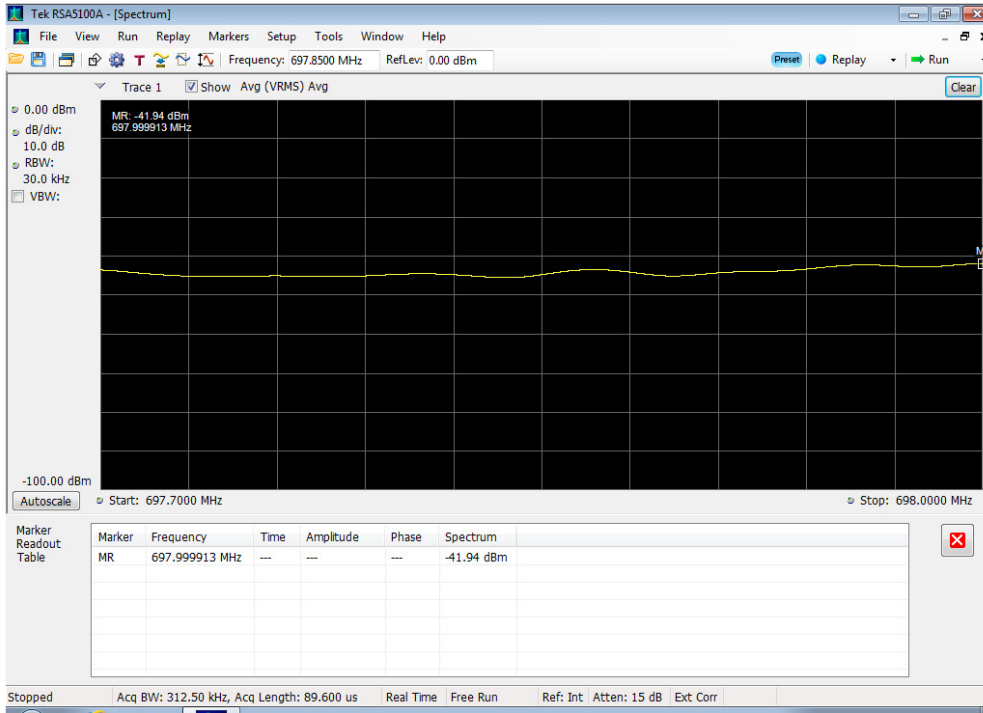 Tek RSA5100A - [Spectrum]
File View Run Replay Markers Setup Tools Window Help
T Frequency: 697.8500 MHz RefLev: 0.00 dBm Preset Replay Run
Trace 1 Show Avg (VRMS) Avg Clear
0.00 dBm
dB/div:
10.0 dB
RBW:
30.0 kHz
VBW:
MR: -41.94 dBm
697.999913 MHz
M
-100.00 dBm
Autoscale Start: 697.7000 MHz Stop: 698.0000 MHz
Marker
Readout
Table
Marker Frequency Time Amplitude Phase Spectrum
MR 697.999913 MHz --- --- --- -41.94 dBm
Stopped Acq BW: 312.50 kHz, Acq Length: 89.600 us Real Time Free Run Ref: Int Atten: 15 dB Ext Corr